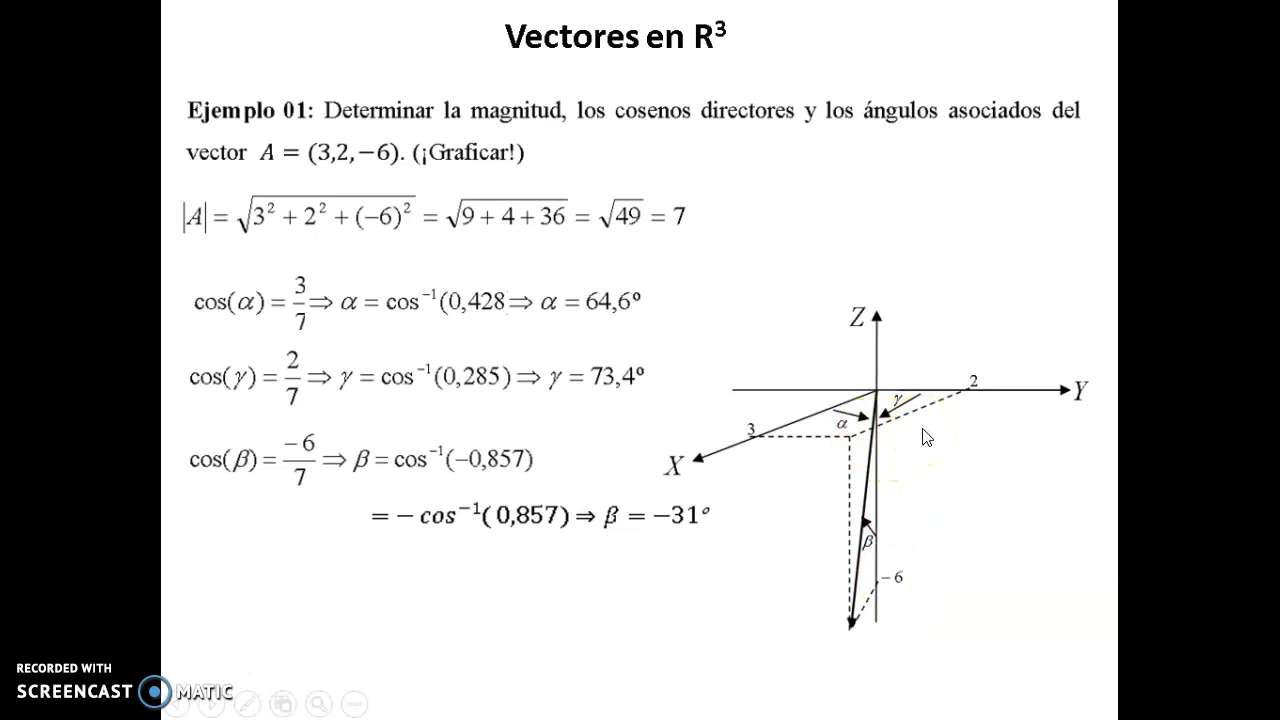 Vectores en R³
Ejemplo 01: Determinar la magnitud, los cosenos directores y los ángulos asociados del
vector A = (3,2,−6). (¡Graficar!)
|A| = √(3² + 2² + (−6)²) = √(9 + 4 + 36) = √49 = 7
cos(α) = 3/7 ⇒ α = cos⁻¹(0,428 ⇒ α = 64,6º
cos(γ) = 2/7 ⇒ γ = cos⁻¹(0,285) ⇒ γ = 73,4º
cos(β) = −6/7 ⇒ β = cos⁻¹(−0,857)
= − cos⁻¹( 0,857) ⇒ β = −31°
Z
2
Y
γ
α
3
X
β
− 6
RECORDED WITH
SCREENCAST MATIC